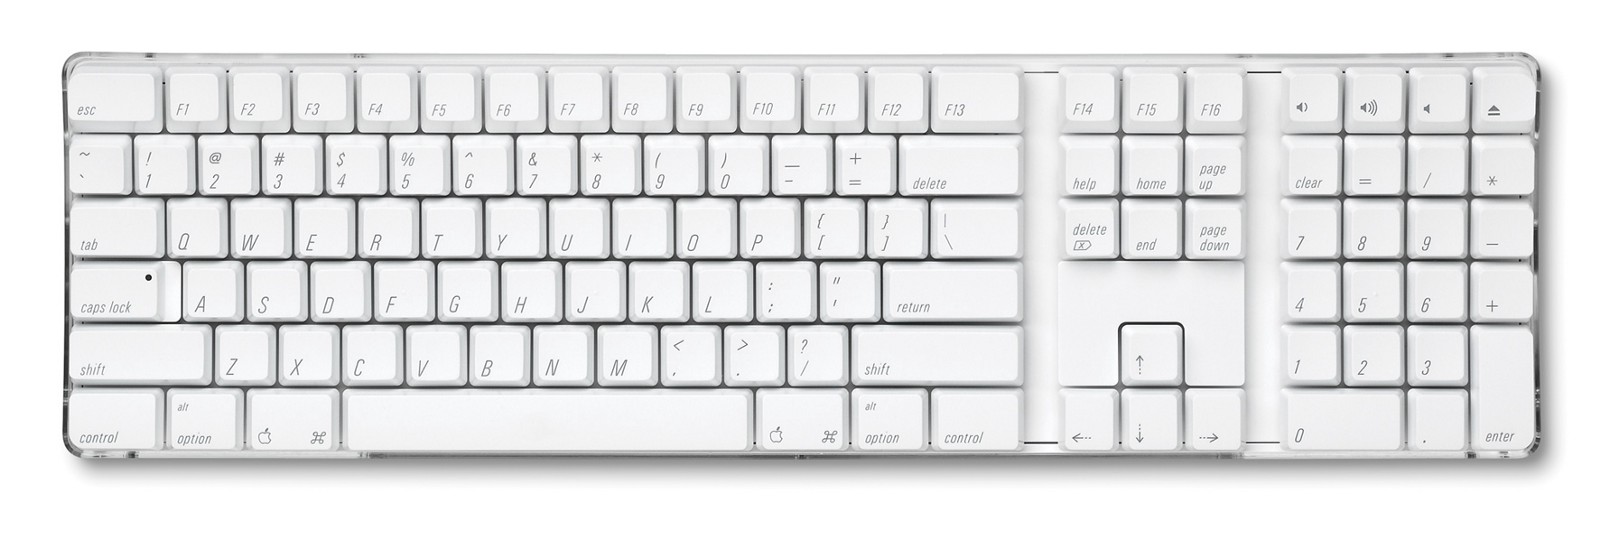 esc F1 F2 F3 F4 F5 F6 F7 F8 F9 F10 F11 F12 F13 F14 F15 F16
~ ! @ # $ % ^ & * ( ) — +
` 1 2 3 4 5 6 7 8 9 0 - = delete help home page up clear = / *
tab Q W E R T Y U I O P { [ } ] | \ delete end page down 7 8 9 –
caps lock A S D F G H J K L : ; " ' return 4 5 6 +
shift Z X C V B N M < , > . ? / shift ↑ 1 2 3
control alt option ⌘ ⌘ alt option control ← ↓ → 0 . enter